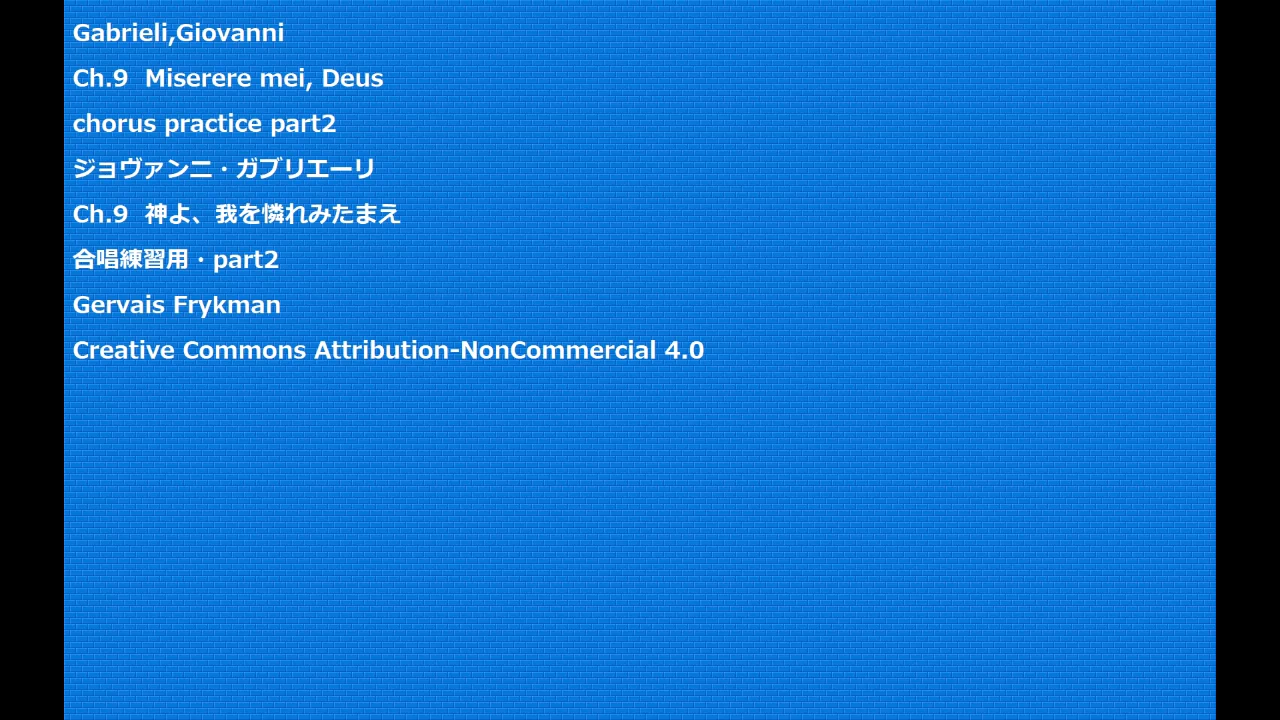 Gabrieli,Giovanni
Ch.9  Miserere mei, Deus
chorus practice part2
ジョヴァンニ・ガブリエーリ
Ch.9  神よ、我を憐れみたまえ
合唱練習用・part2
Gervais Frykman
Creative Commons Attribution-NonCommercial 4.0